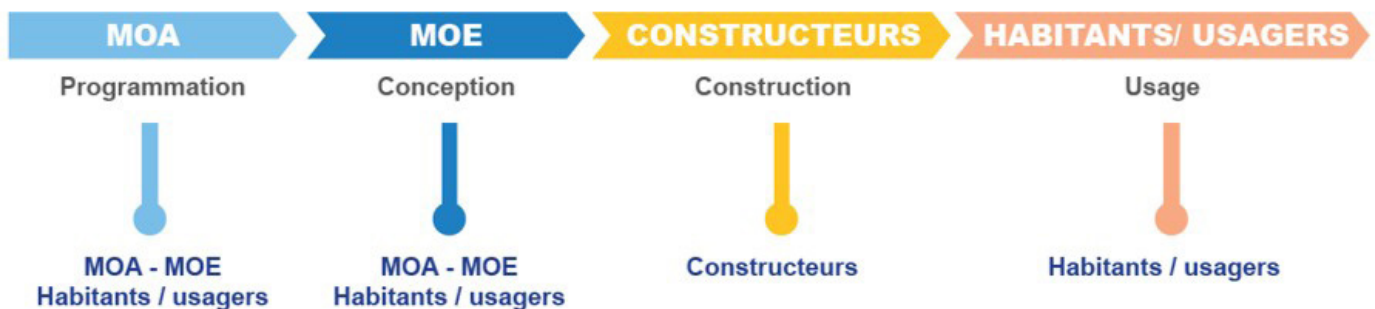 MOA MOE CONSTRUCTEURS HABITANTS/ USAGERS
Programmation Conception Construction Usage
MOA - MOE MOA - MOE Constructeurs Habitants / usagers
Habitants / usagers Habitants / usagers